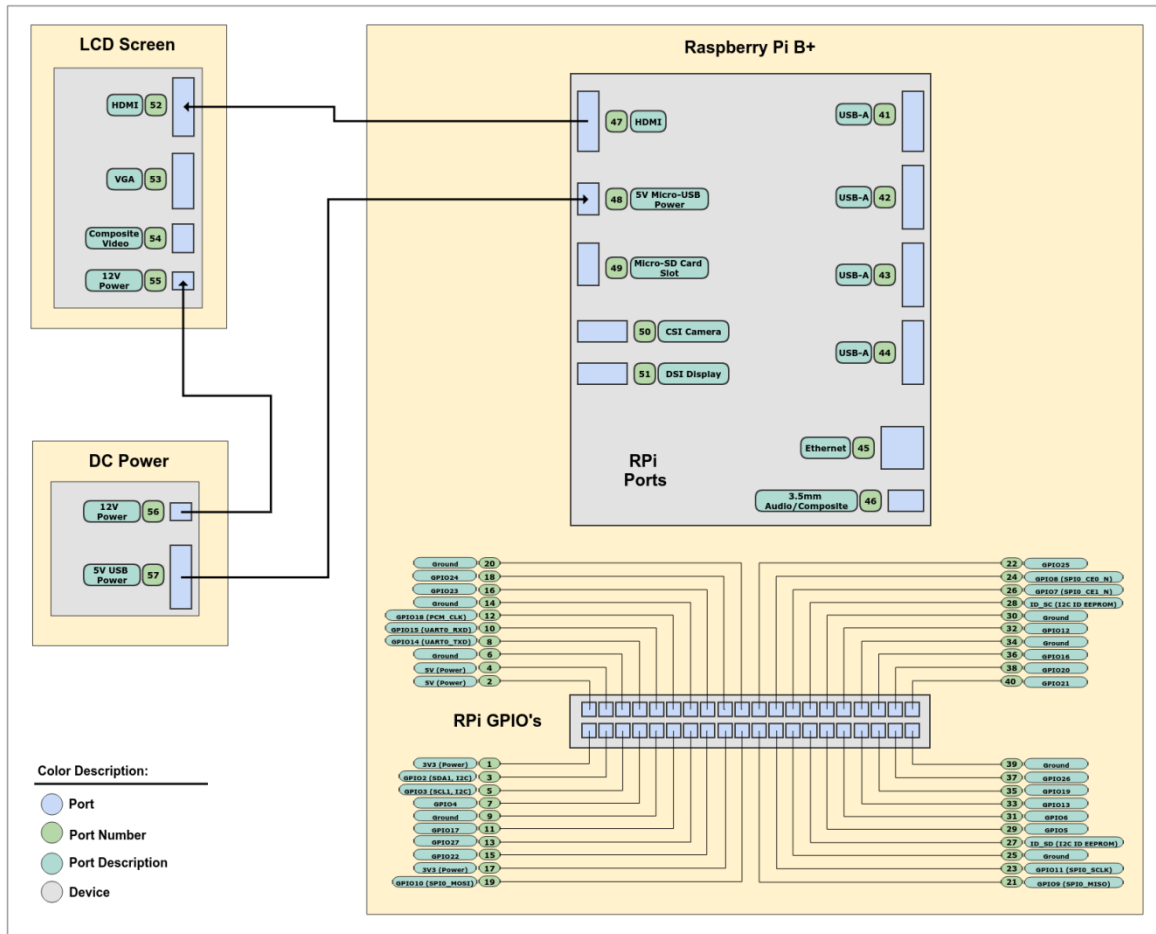 LCD Screen
HDMI 52
VGA 53
Composite
Video
54
12V
Power
55
DC Power
12V
Power
56
5V USB
Power
57
Color Description:
Port
Port Number
Port Description
Device
Raspberry Pi B+
47 HDMI
48
5V Micro-USB
Power
49
Micro-SD Card
Slot
50 CSI Camera
51 DSI Display
USB-A 41
USB-A 42
USB-A 43
USB-A 44
Ethernet 45
3.5mm
Audio/Composite
46
RPi
Ports
Ground 20
GPIO24 18
GPIO23 16
Ground 14
GPIO18 (PCM_CLK) 12
GPIO15 (UART0_RXD) 10
GPIO14 (UART0_TXD) 8
Ground 6
5V (Power) 4
5V (Power) 2
22 GPIO25
24 GPIO8 (SPI0_CE0_N)
26 GPIO7 (SPI0_CE1_N)
28 ID_SC (I2C ID EEPROM)
30 Ground
32 GPIO12
34 Ground
36 GPIO16
38 GPIO20
40 GPIO21
RPi GPIO's
3V3 (Power) 1
GPIO2 (SDA1, I2C) 3
GPIO3 (SCL1, I2C) 5
GPIO4 7
Ground 9
GPIO17 11
GPIO27 13
GPIO22 15
3V3 (Power) 17
GPIO10 (SPI0_MOSI) 19
39 Ground
37 GPIO26
35 GPIO19
33 GPIO13
31 GPIO6
29 GPIO5
27 ID_SD (I2C ID EEPROM)
25 Ground
23 GPIO11 (SPI0_SCLK)
21 GPIO9 (SPI0_MISO)